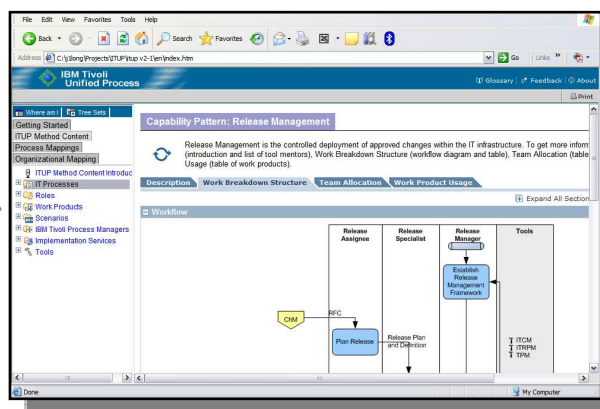 File Edit View Favorites Tools Help
Back Search Favorites
Address C:\jtlong\Projects\ITUP\itup v2-1\en\index.htm Go Links
IBM Tivoli
Unified Process
Glossary Feedback About
Print
Where am I Tree Sets
Getting Started
ITUP Method Content
Process Mappings
Organizational Mapping
ITUP Method Content Introduc
IT Processes
Roles
Work Products
Scenarios
IBM Tivoli Process Managers
Implementation Services
Tools
Capability Pattern: Release Management
Release Management is the controlled deployment of approved changes within the IT infrastructure. To get more inform
(introduction and list of tool mentors), Work Breakdown Structure (workflow diagram and table), Team Allocation (table
Usage (table of work products).
Description Work Breakdown Structure Team Allocation Work Product Usage
Expand All Section
Workflow
Release
Assignee
Release
Specialist
Release
Manager
Tools
Establish
Release
Management
Framework
ChM
RFC
Plan Release
Release Plan
and Definition
ITCM
ITRPM
TPM
Done My Computer